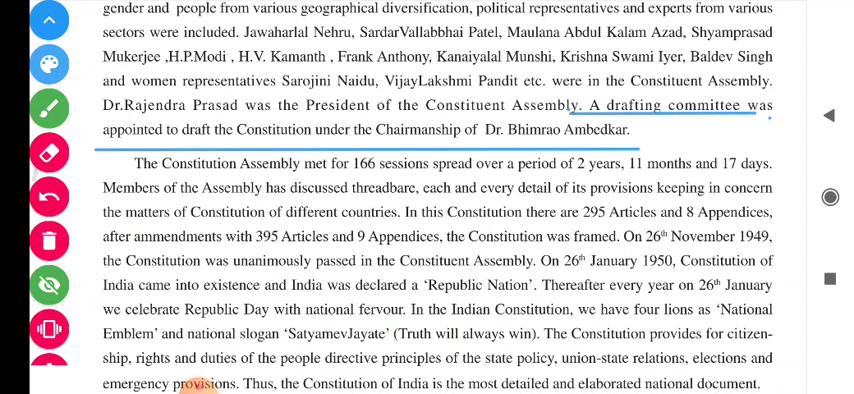 gender and people from various geographical diversification, political representatives and experts from various
sectors were included. Jawaharlal Nehru, SardarVallabbhai Patel, Maulana Abdul Kalam Azad, Shyamprasad
Mukerjee ,H.P.Modi , H.V. Kamanth , Frank Anthony, Kanaiyalal Munshi, Krishna Swami Iyer, Baldev Singh
and women representatives Sarojini Naidu, VijayLakshmi Pandit etc. were in the Constituent Assembly.
Dr.Rajendra Prasad was the President of the Constituent Assembly. A drafting committee was
appointed to draft the Constitution under the Chairmanship of Dr. Bhimrao Ambedkar.
The Constitution Assembly met for 166 sessions spread over a period of 2 years, 11 months and 17 days.
Members of the Assembly has discussed threadbare, each and every detail of its provisions keeping in concern
the matters of Constitution of different countries. In this Constitution there are 295 Articles and 8 Appendices,
after ammendments with 395 Articles and 9 Appendices, the Constitution was framed. On 26th November 1949,
the Constitution was unanimously passed in the Constituent Assembly. On 26th January 1950, Constitution of
India came into existence and India was declared a ‘Republic Nation’. Thereafter every year on 26th January
we celebrate Republic Day with national fervour. In the Indian Constitution, we have four lions as ‘National
Emblem’ and national slogan ‘SatyamevJayate’ (Truth will always win). The Constitution provides for citizen-
ship, rights and duties of the people directive principles of the state policy, union-state relations, elections and
emergency provisions. Thus, the Constitution of India is the most detailed and elaborated national document.